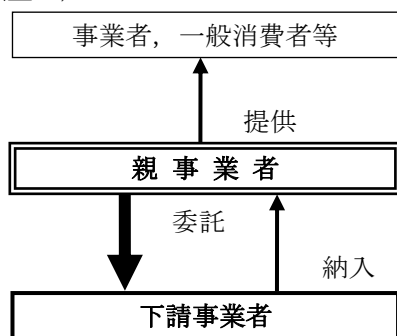 事業者，一般消費者等
提供
親事業者
委託
納入
下請事業者